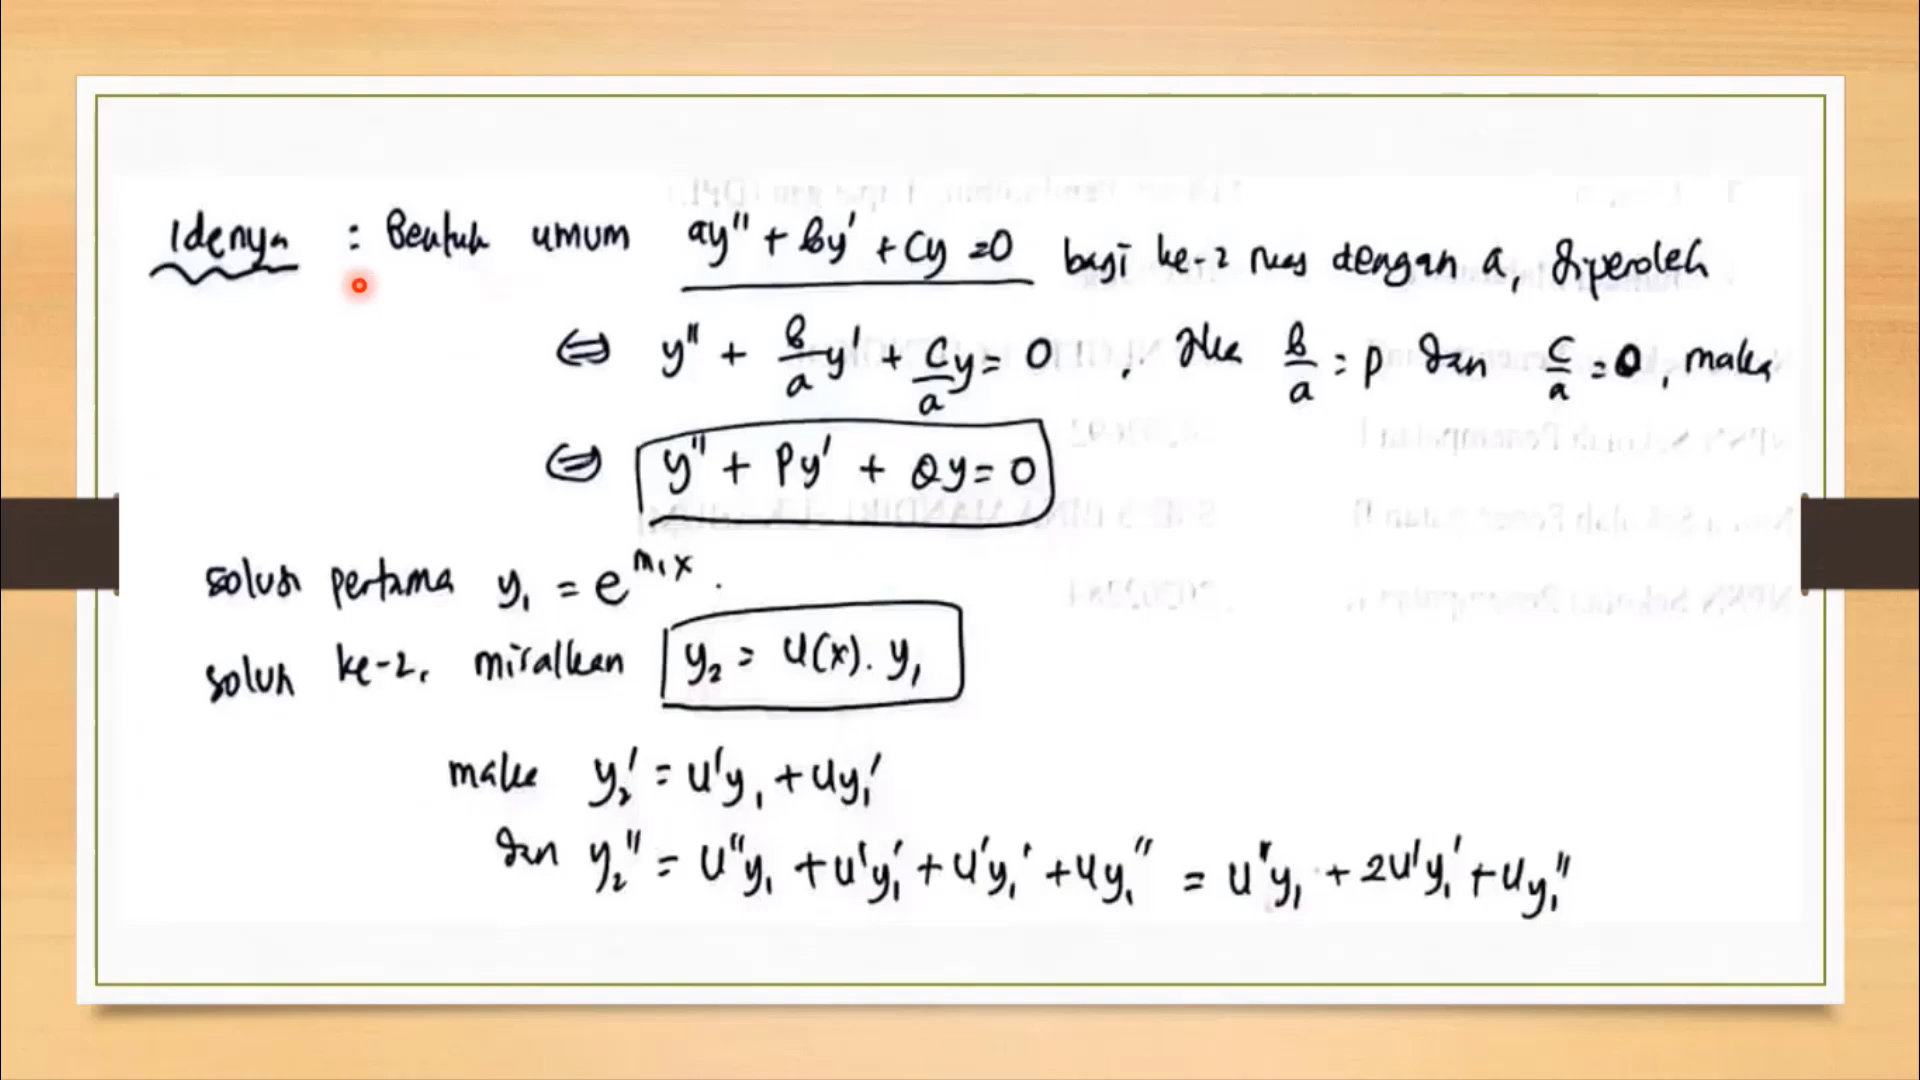 Idenya : Bentuk umum ay'' + by' + cy = 0 bagi ke-2 ruas dengan a, diperoleh
⇔ y'' + b/a y' + c/a y = 0, Jika b/a = P dan c/a = Q, maka
⇔ y'' + Py' + Qy = 0
solusi pertama y₁ = e^{m₁x}.
solusi ke-2, misalkan y₂ = u(x). y₁
maka y₂' = u'y₁ + uy₁'
dan y₂'' = u''y₁ + u'y₁' + u'y₁' + uy₁'' = u''y₁ + 2u'y₁' + uy₁''